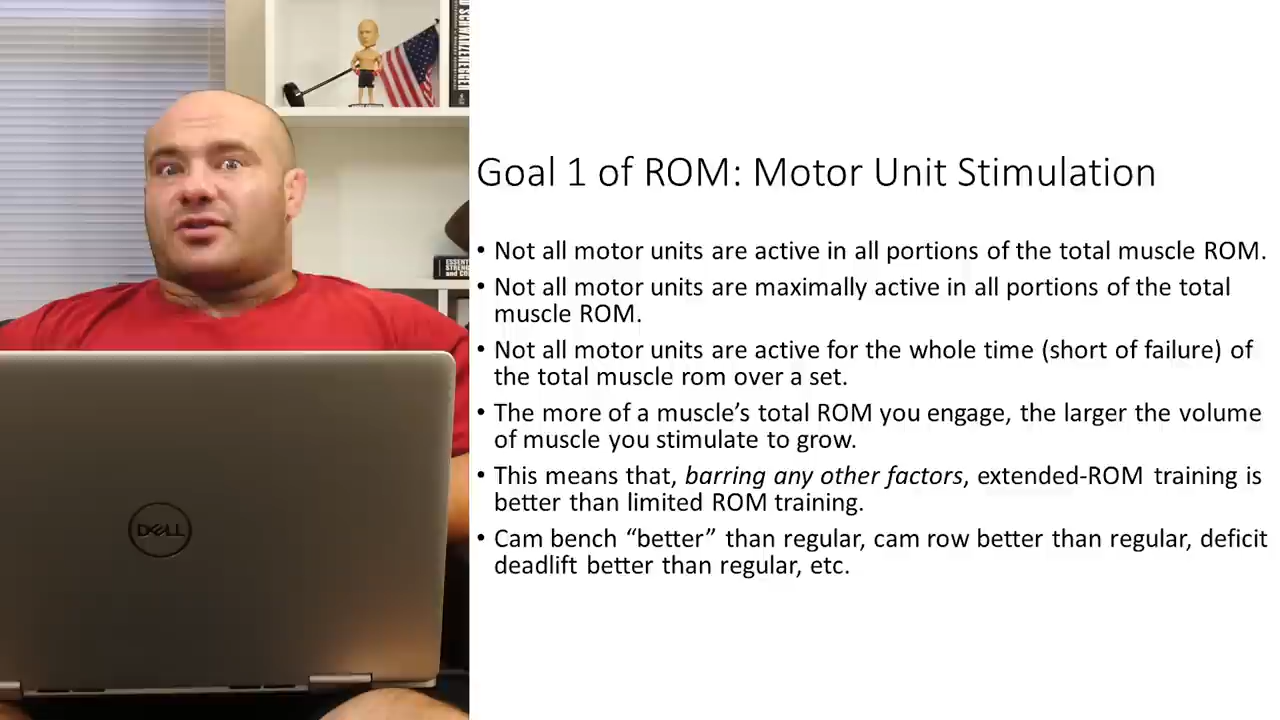 SCHWARZENEGGER
ESSENT
STRENG
and CO
DELL
Goal 1 of ROM: Motor Unit Stimulation
• Not all motor units are active in all portions of the total muscle ROM.
• Not all motor units are maximally active in all portions of the total
muscle ROM.
• Not all motor units are active for the whole time (short of failure) of
the total muscle rom over a set.
• The more of a muscle’s total ROM you engage, the larger the volume
of muscle you stimulate to grow.
• This means that, barring any other factors, extended-ROM training is
better than limited ROM training.
• Cam bench “better” than regular, cam row better than regular, deficit
deadlift better than regular, etc.